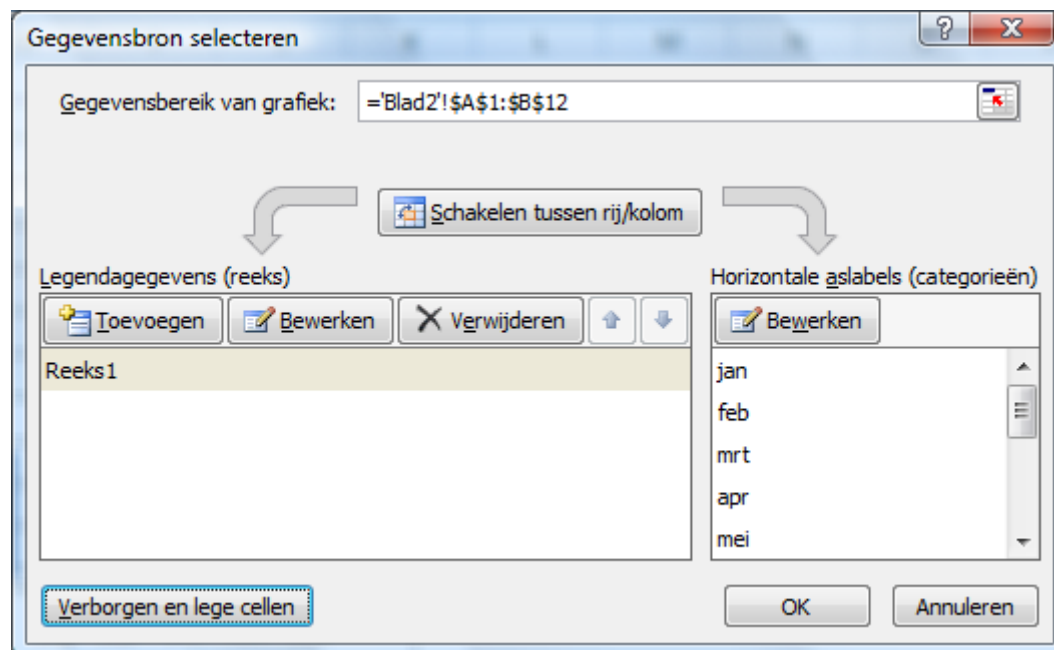 Gegevensbron selecteren
Gegevensbereik van grafiek: ='Blad2'!$A$1:$B$12
Schakelen tussen rij/kolom
Legendagegevens (reeks)
Toevoegen Bewerken Verwijderen
Reeks1
Horizontale aslabels (categorieën)
Bewerken
jan
feb
mrt
apr
mei
Verborgen en lege cellen
OK Annuleren